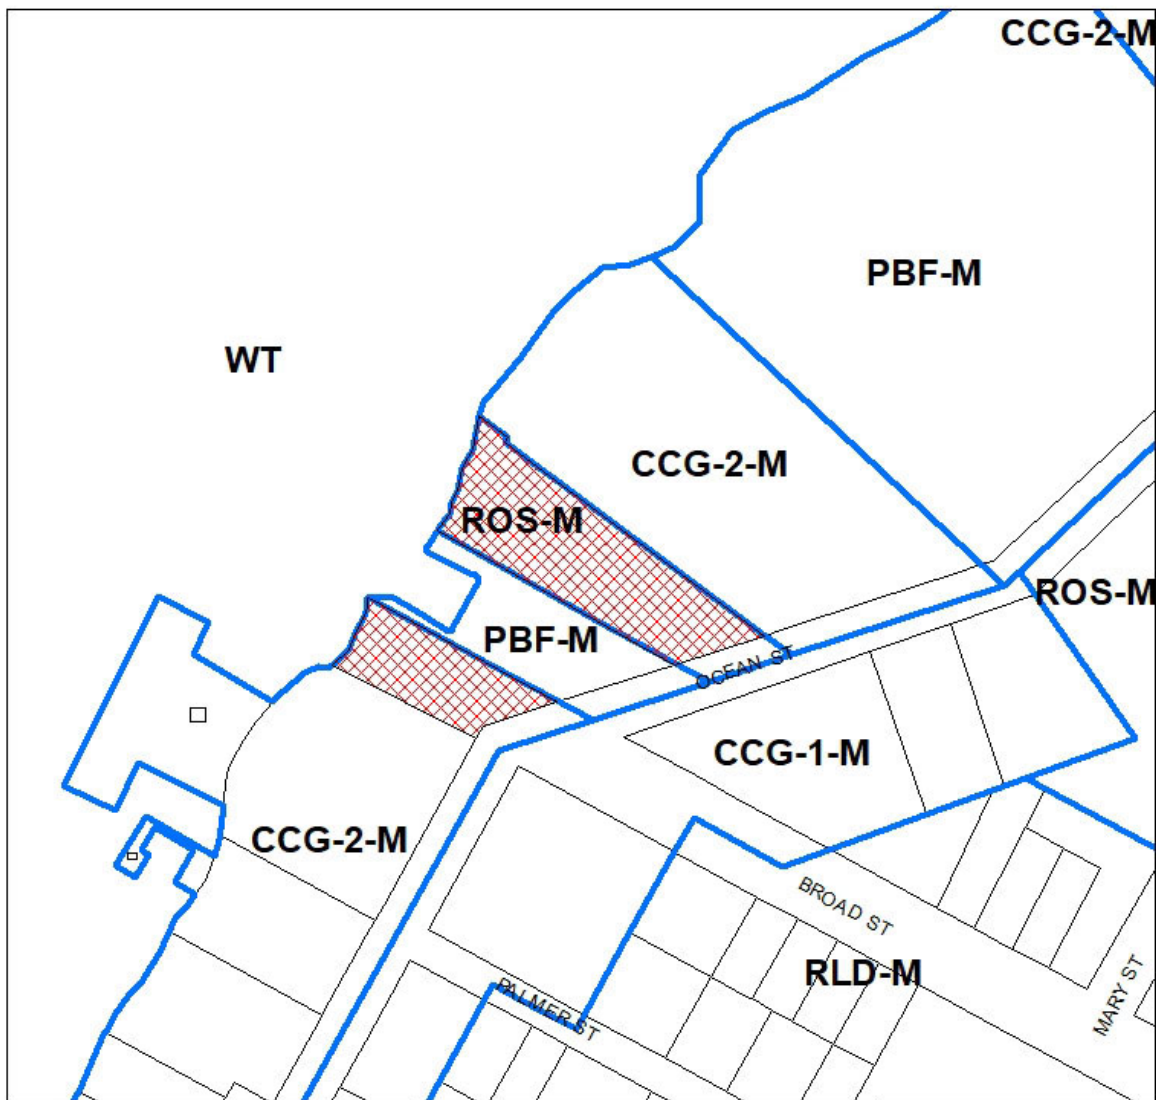 CCG-2-M
PBF-M
WT
CCG-2-M
ROS-M
ROS-M
PBF-M
OCEAN ST
CCG-1-M
CCG-2-M
BROAD ST
RLD-M
PALMER ST
MARY ST